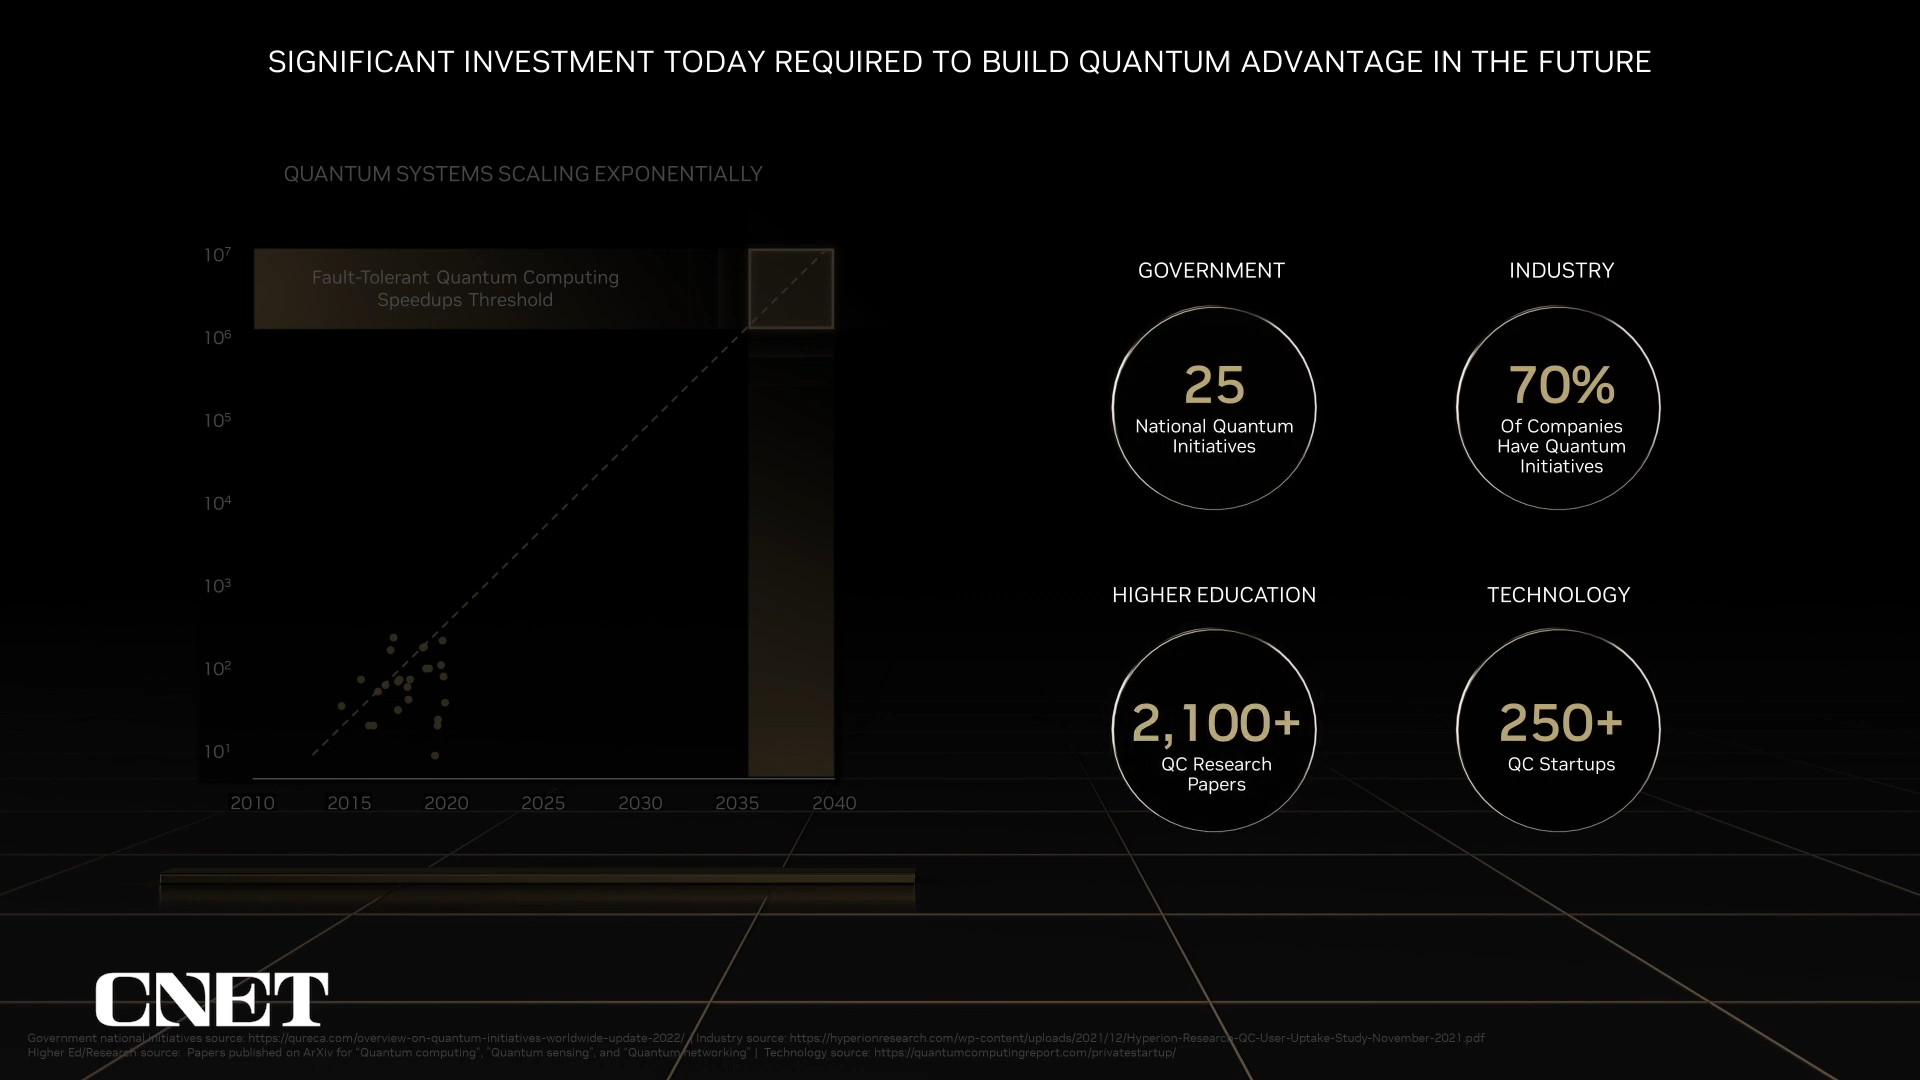 SIGNIFICANT INVESTMENT TODAY REQUIRED TO BUILD QUANTUM ADVANTAGE IN THE FUTURE
QUANTUM SYSTEMS SCALING EXPONENTIALLY
10⁷
Fault-Tolerant Quantum Computing
Speedups Threshold
10⁶
10⁵
10⁴
10³
10²
10¹
2010 2015 2020 2025 2030 2035 2040
GOVERNMENT
25
National Quantum
Initiatives
INDUSTRY
70%
Of Companies
Have Quantum
Initiatives
HIGHER EDUCATION
2,100+
QC Research
Papers
TECHNOLOGY
250+
QC Startups
CNET
Government national initiatives source: https://qureca.com/overview-on-quantum-initiatives-worldwide-update-2022/ | Industry source: https://hyperionresearch.com/wp-content/uploads/2021/12/Hyperion-Research-QC-User-Uptake-Study-November-2021.pdf
Higher Ed/Research source: Papers published on ArXiv for “Quantum computing”, “Quantum sensing”, and “Quantum networking” | Technology source: https://quantumcomputingreport.com/privatestartup/